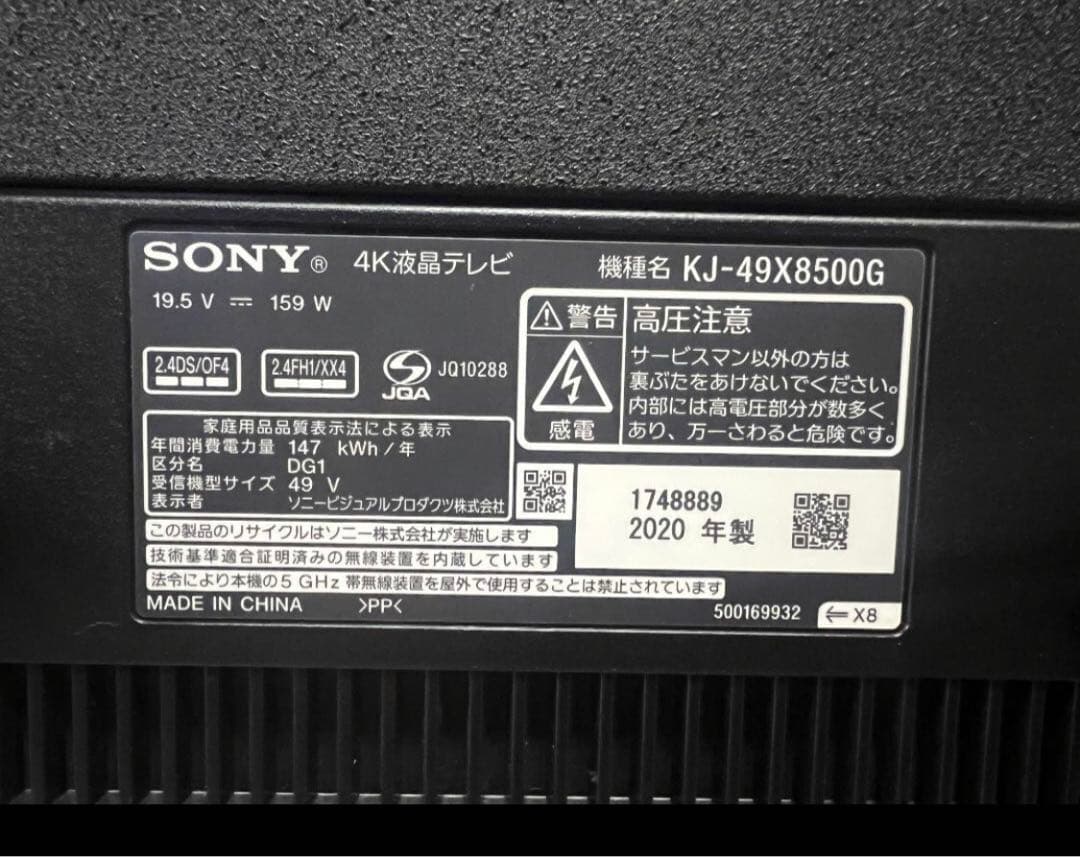 SONY® 4K液晶テレビ 機種名 KJ-49X8500G
19.5 V ⎓ 159 W
2.4DS/OF4
2.4FH1/XX4
JQA
JQ10288
警告
感電
高圧注意
サービスマン以外の方は
裏ぶたをあけないでください。
内部には高電圧部分が数多く
あり、万一さわると危険です。
家庭用品品質表示法による表示
年間消費電力量 147 kWh / 年
区分名 DG1
受信機型サイズ 49 V
表示者 ソニービジュアルプロダクツ株式会社
1748889
2020 年製
この製品のリサイクルはソニー株式会社が実施します
技術基準適合証明済みの無線装置を内蔵しています
法令により本機の5 GHz 帯無線装置を屋外で使用することは禁止されています
MADE IN CHINA >PP< 500169932 ⇐ X8